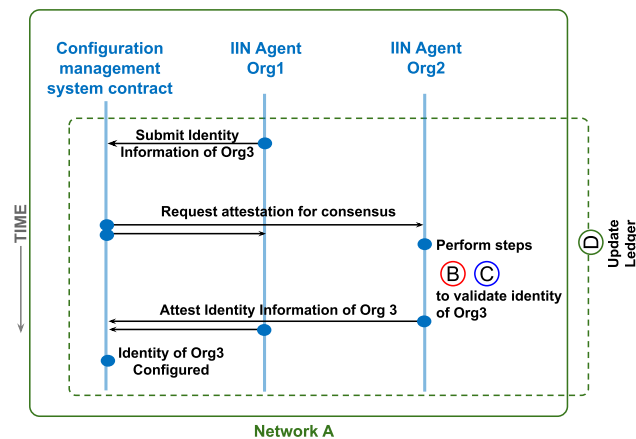 Configuration
management
system contract
IIN Agent
Org1
IIN Agent
Org2
Submit Identity
Information of Org3
Request attestation for consensus
Perform steps
B C
to validate identity
of Org3
Attest Identity Information of Org 3
Identity of Org3
Configured
TIME
D
Update
Ledger
Network A